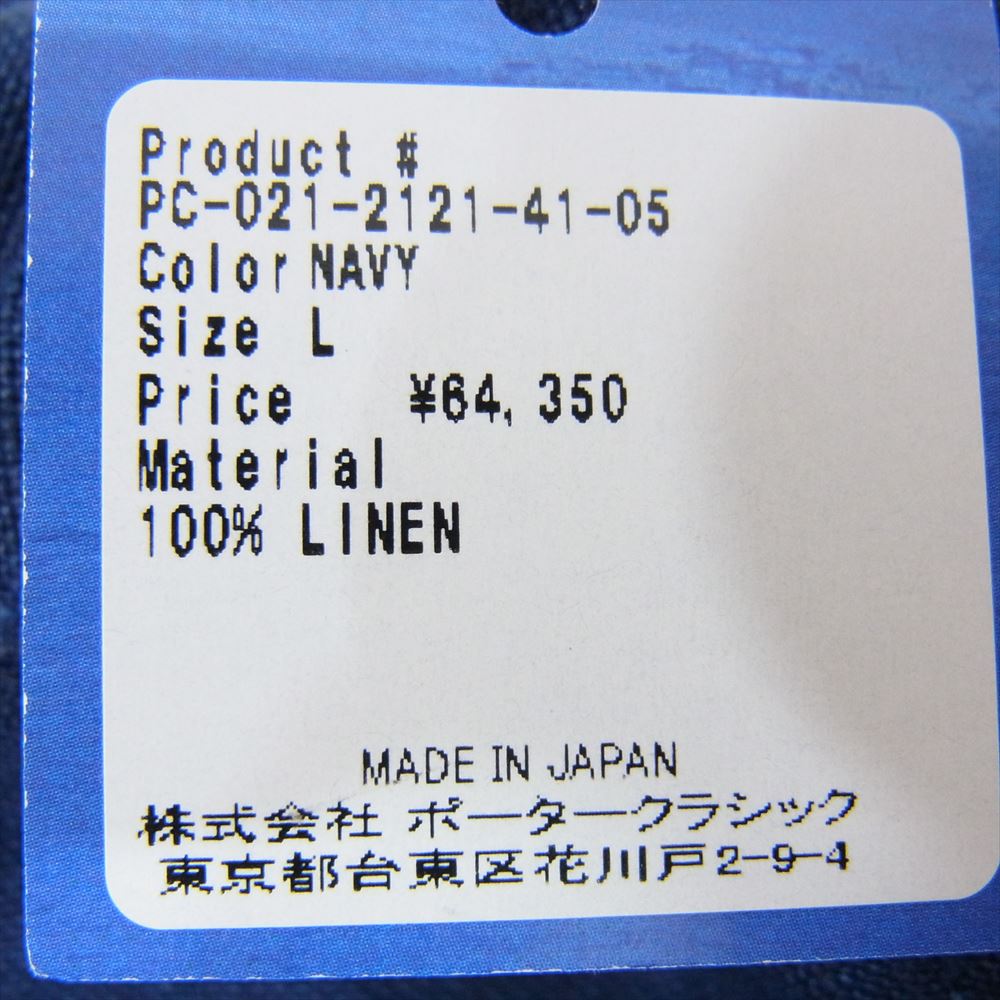 Product #
PC-021-2121-41-05
Color NAVY
Size L
Price ¥64,350
Material
100% LINEN
MADE IN JAPAN
株式会社 ポータークラシック
東京都台東区花川戸2-9-4